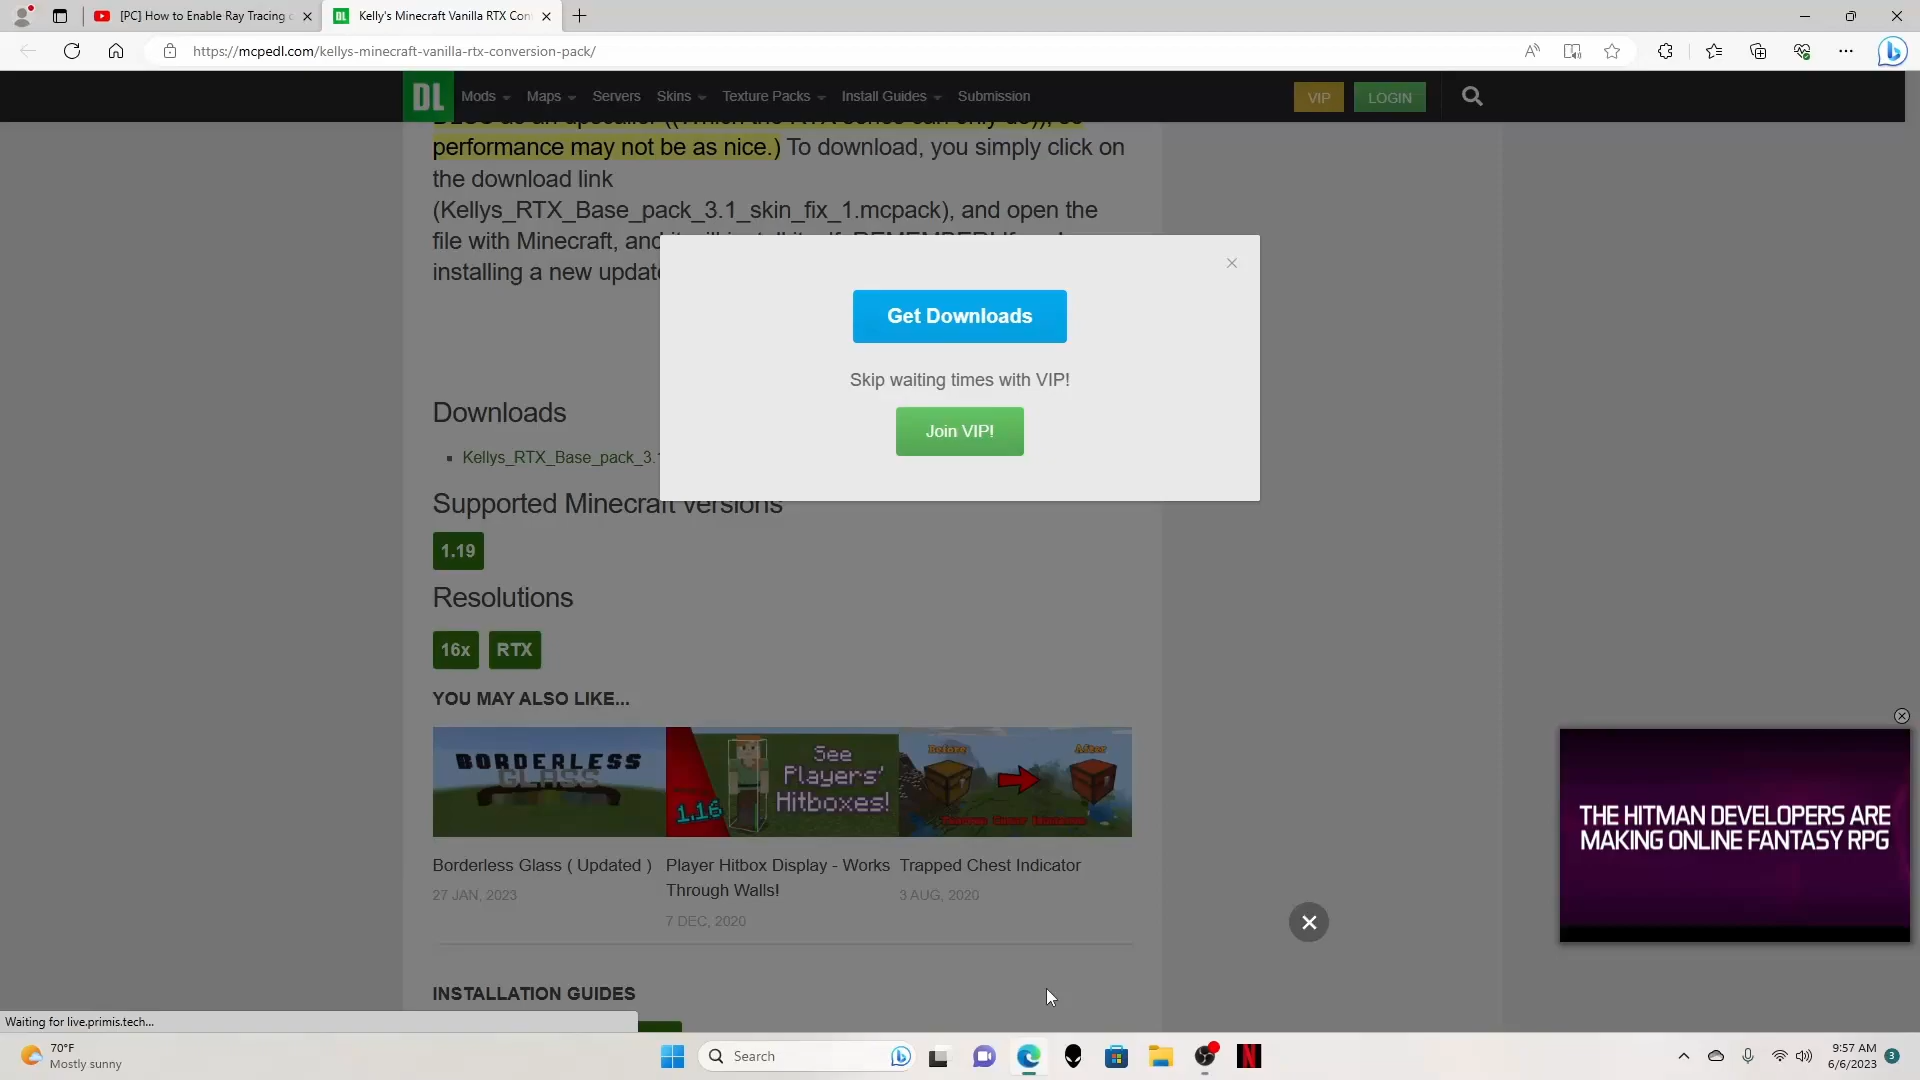 [PC] How to Enable Ray Tracing
Kelly's Minecraft Vanilla RTX Con
https://mcpedl.com/kellys-minecraft-vanilla-rtx-conversion-pack/
DL Mods Maps Servers Skins Texture Packs Install Guides Submission VIP LOGIN
performance may not be as nice.) To download, you simply click on
the download link
(Kellys_RTX_Base_pack_3.1_skin_fix_1.mcpack), and open the
file with Minecraft, and
installing a new update
Get Downloads
Skip waiting times with VIP!
Join VIP!
Downloads
Kellys_RTX_Base_pack_3.1
Supported Minecraft versions
1.19
Resolutions
16x RTX
YOU MAY ALSO LIKE...
BORDERLESS
GLASS
See
Players'
Hitboxes!
1.16
Before After
Borderless Glass ( Updated )
27 JAN, 2023
Player Hitbox Display - Works
Through Walls!
7 DEC, 2020
Trapped Chest Indicator
3 AUG, 2020
THE HITMAN DEVELOPERS ARE
MAKING ONLINE FANTASY RPG
INSTALLATION GUIDES
Waiting for live.primis.tech...
70°F
Mostly sunny
Search
N
9:57 AM
6/6/2023
3